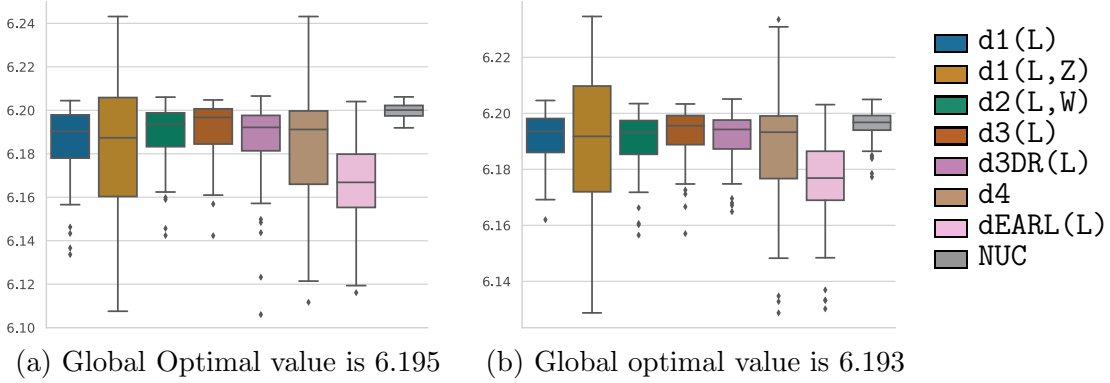 6.24
6.22
6.20
6.18
6.16
6.14
6.12
6.10
(a) Global Optimal value is 6.195
6.22
6.20
6.18
6.16
6.14
(b) Global optimal value is 6.193
d1(L)
d1(L,Z)
d2(L,W)
d3(L)
d3DR(L)
d4
dEARL(L)
NUC